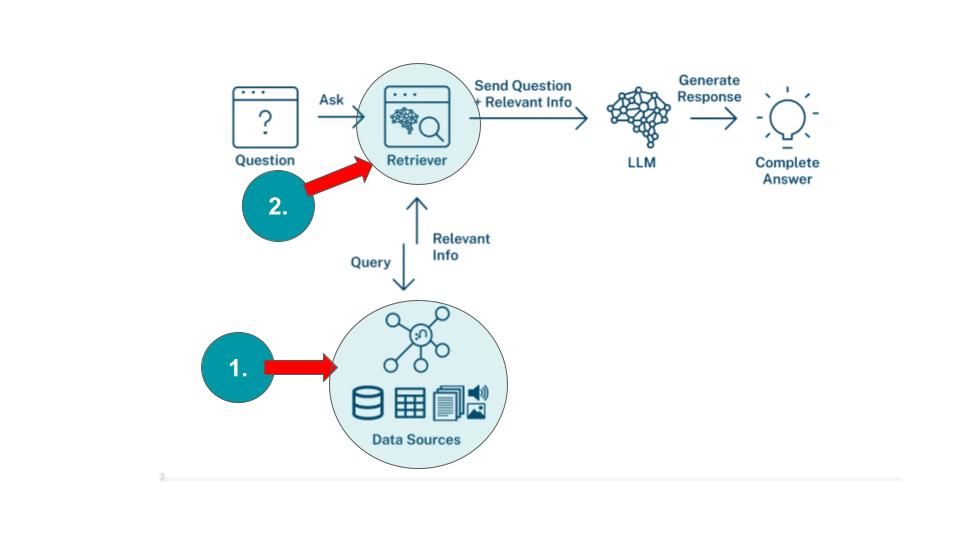 Ask
?
Question
Retriever
Send Question
+ Relevant Info
LLM
Generate
Response
Complete
Answer
2.
Query
Relevant
Info
1.
Data Sources
3